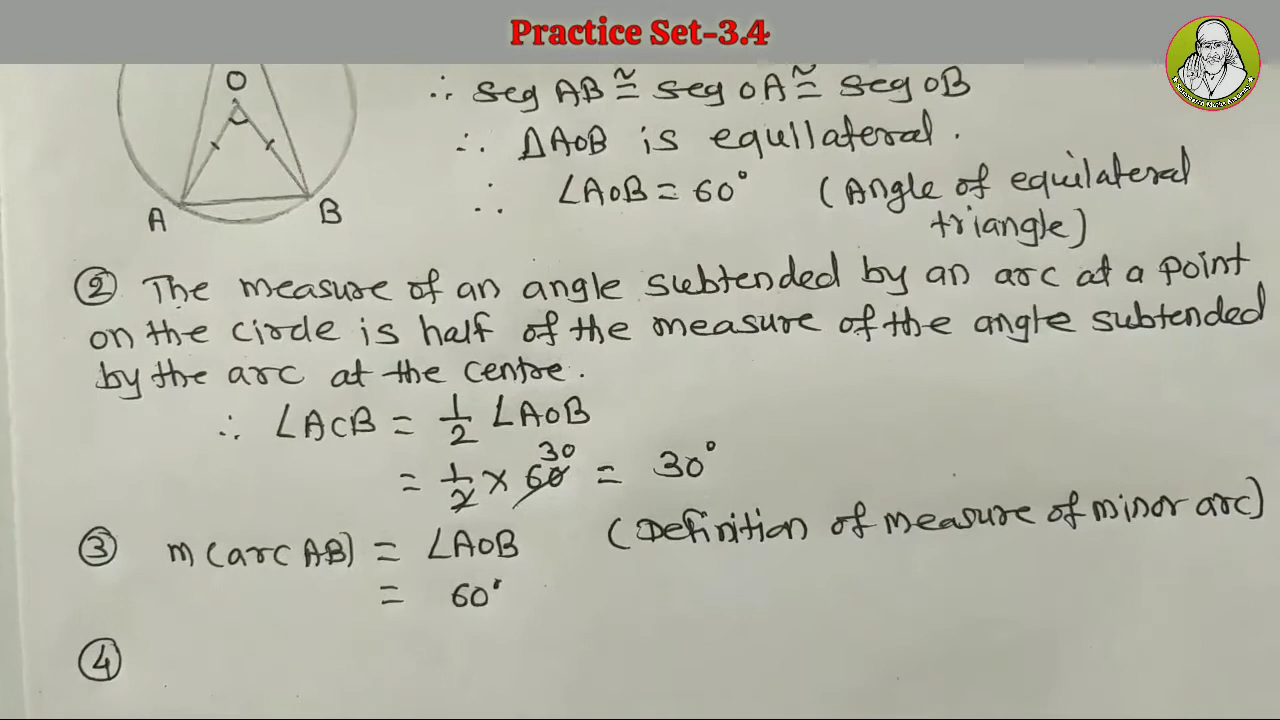 Practice Set-3.4
O
A
B
∴ seg AB ≅ seg OA ≅ seg OB
∴ ΔAOB is equllateral.
∴ ∠AOB = 60° (Angle of equilateral
triangle)
② The measure of an angle subtended by an arc at a point
on the circle is half of the measure of the angle subtended
by the arc at the centre.
∴ ∠ACB = 1/2 ∠AOB
30
= 1/2 × 60 = 30°
③ m(arc AB) = ∠AOB (Definition of measure of minor arc)
= 60°
④